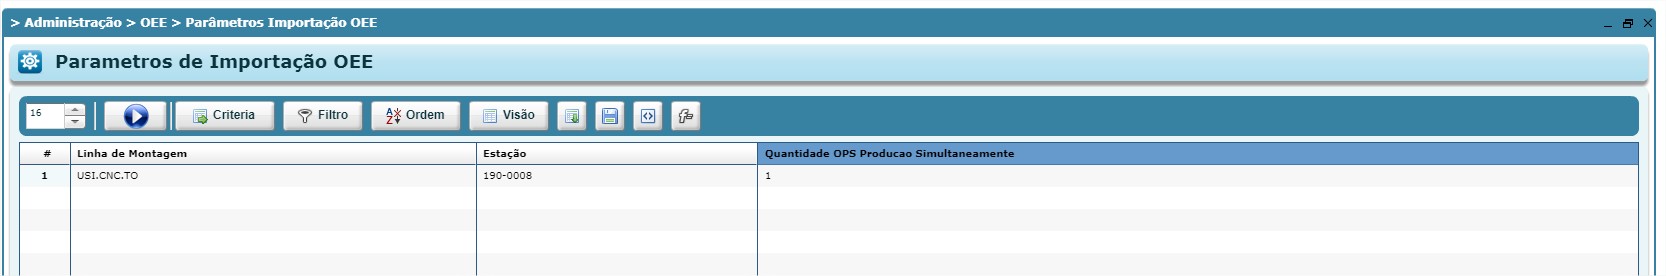 > Administração > OEE > Parâmetros Importação OEE
Parametros de Importação OEE
16 Criteria Filtro Ordem Visão
# Linha de Montagem Estação Quantidade OPS Producao Simultaneamente
1 USI.CNC.TO 190-0008 1